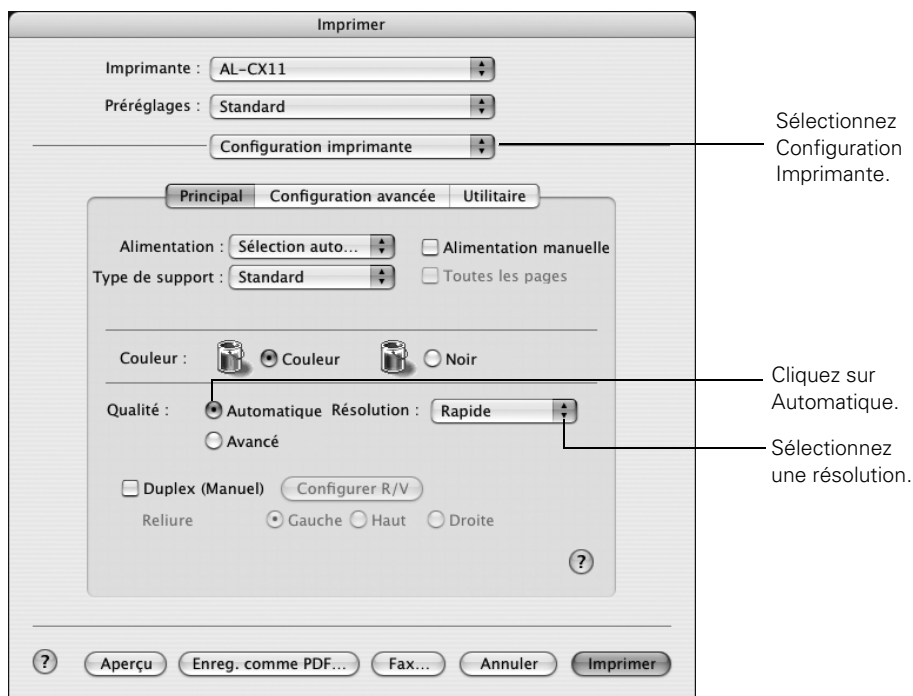 Imprimer
Imprimante : AL-CX11
Préréglages : Standard
Configuration imprimante
Sélectionnez
Configuration
Imprimante.
Principal Configuration avancée Utilitaire
Alimentation : Sélection auto... Alimentation manuelle
Type de support : Standard Toutes les pages
Couleur : Couleur Noir
Cliquez sur
Automatique.
Qualité : Automatique Résolution : Rapide
Avancé
Sélectionnez
une résolution.
Duplex (Manuel) Configurer R/V
Reliure Gauche Haut Droite
?
? Aperçu Enreg. comme PDF... Fax... Annuler Imprimer